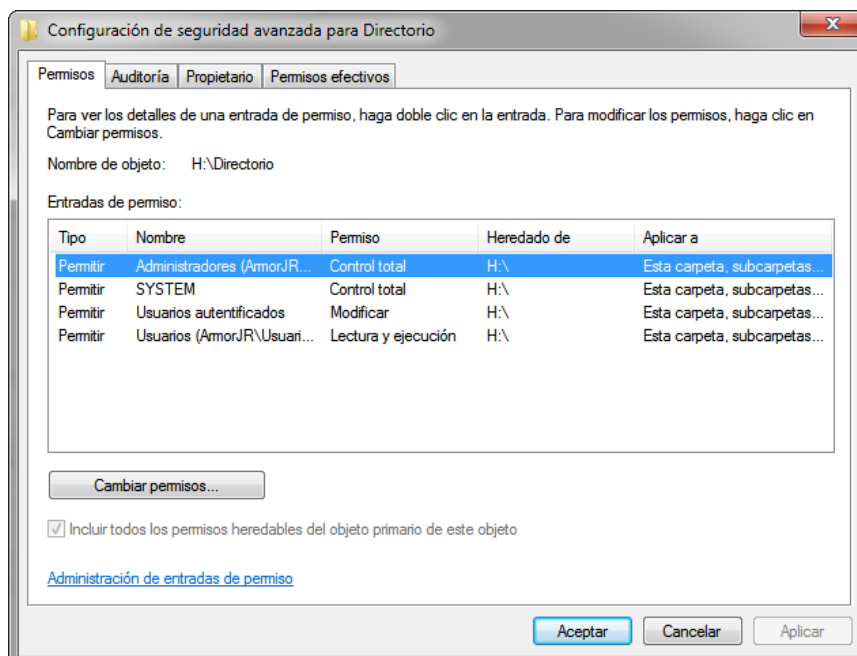 Configuración de seguridad avanzada para Directorio
Permisos Auditoría Propietario Permisos efectivos
Para ver los detalles de una entrada de permiso, haga doble clic en la entrada. Para modificar los permisos, haga clic en
Cambiar permisos.
Nombre de objeto: H:\Directorio
Entradas de permiso:
Tipo Nombre Permiso Heredado de Aplicar a
Permitir Administradores (ArmorJR... Control total H:\ Esta carpeta, subcarpetas...
Permitir SYSTEM Control total H:\ Esta carpeta, subcarpetas...
Permitir Usuarios autentificados Modificar H:\ Esta carpeta, subcarpetas...
Permitir Usuarios (ArmorJR\Usuari... Lectura y ejecución H:\ Esta carpeta, subcarpetas...
Cambiar permisos...
Incluir todos los permisos heredables del objeto primario de este objeto
Administración de entradas de permiso
Aceptar Cancelar Aplicar